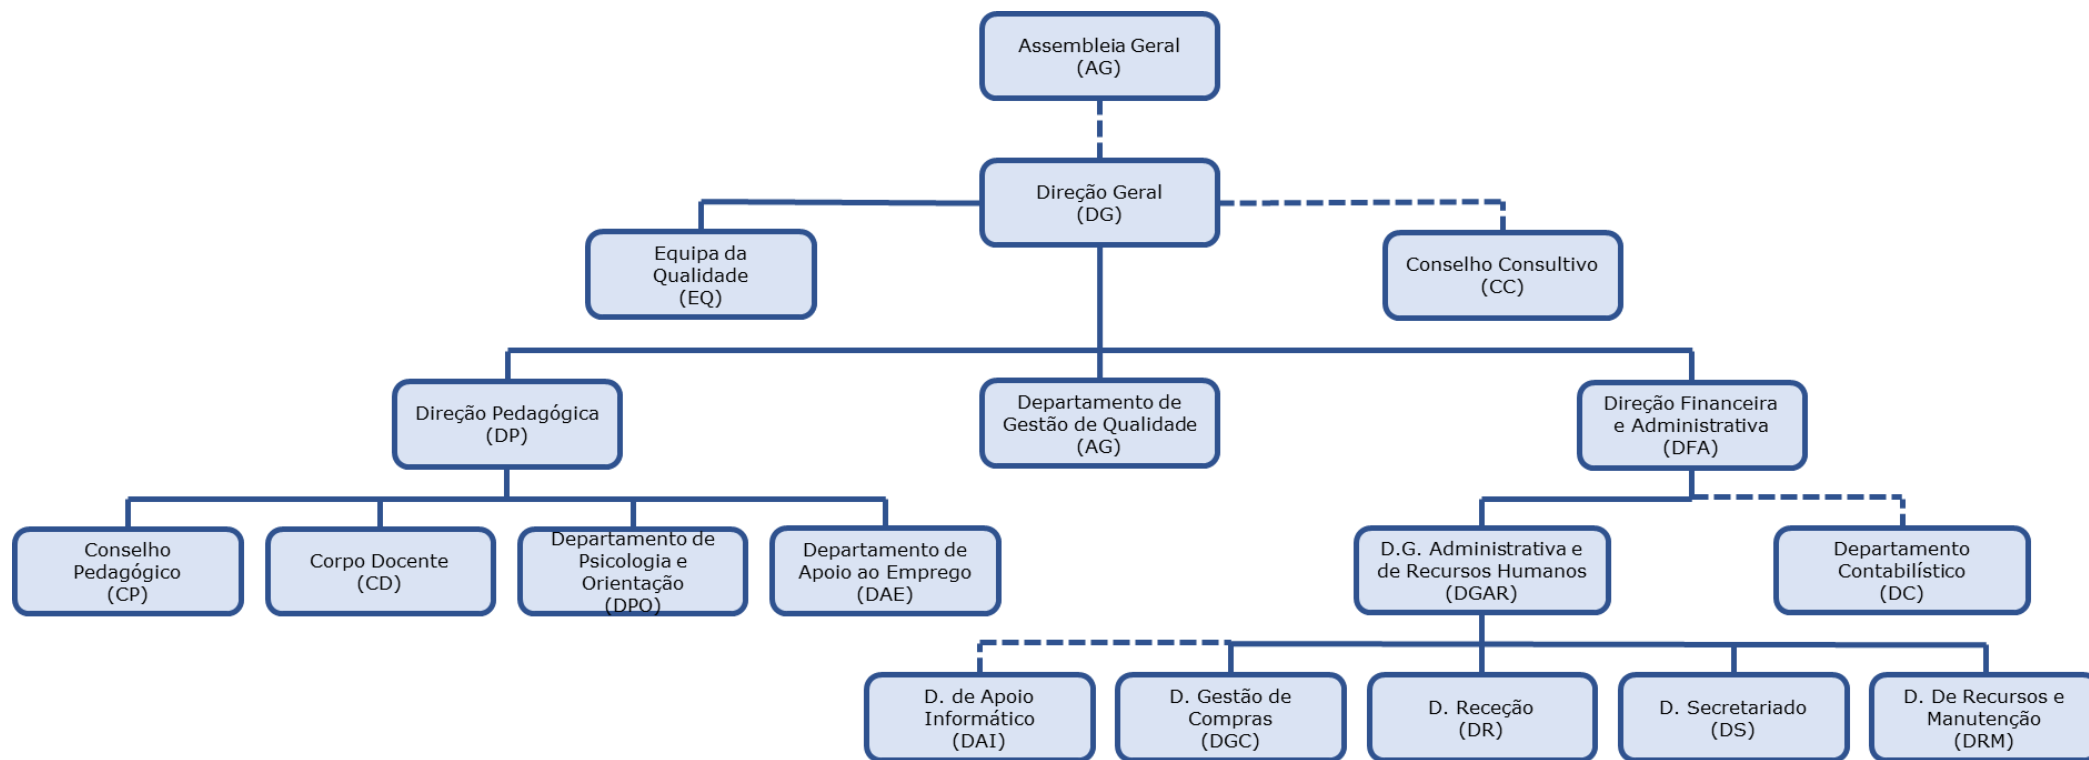 Assembleia Geral
(AG)
Direção Geral
(DG)
Equipa da
Qualidade
(EQ)
Conselho Consultivo
(CC)
Direção Pedagógica
(DP)
Departamento de
Gestão de Qualidade
(AG)
Direção Financeira
e Administrativa
(DFA)
Conselho
Pedagógico
(CP)
Corpo Docente
(CD)
Departamento de
Psicologia e
Orientação
(DPO)
Departamento de
Apoio ao Emprego
(DAE)
D.G. Administrativa e
de Recursos Humanos
(DGAR)
Departamento
Contabilístico
(DC)
D. de Apoio
Informático
(DAI)
D. Gestão de
Compras
(DGC)
D. Receção
(DR)
D. Secretariado
(DS)
D. De Recursos e
Manutenção
(DRM)